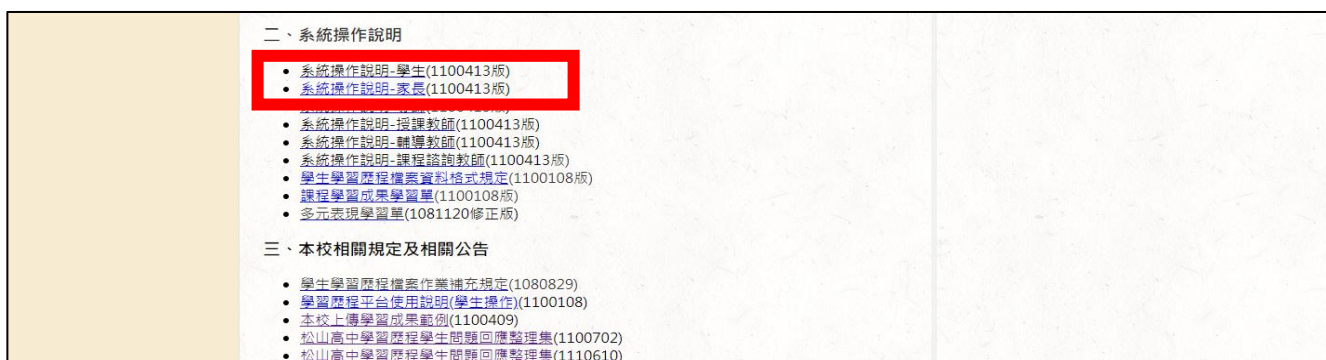 二、系統操作說明
系統操作說明-學生(1100413版)
系統操作說明-家長(1100413版)
系統操作說明-授課教師(1100413版)
系統操作說明-輔導教師(1100413版)
系統操作說明-課程諮詢教師(1100413版)
學生學習歷程檔案資料格式規定(1100108版)
課程學習成果學習單(1100108版)
多元表現學習單(1081120修正版)
三、本校相關規定及相關公告
學生學習歷程檔案作業補充規定(1080829)
學習歷程平台使用說明(學生操作)(1100108)
本校上傳學習成果範例(1100409)
松山高中學習歷程學生問題回應整理集(1100702)
松山高中學習歷程學生問題回應整理集(1110610)